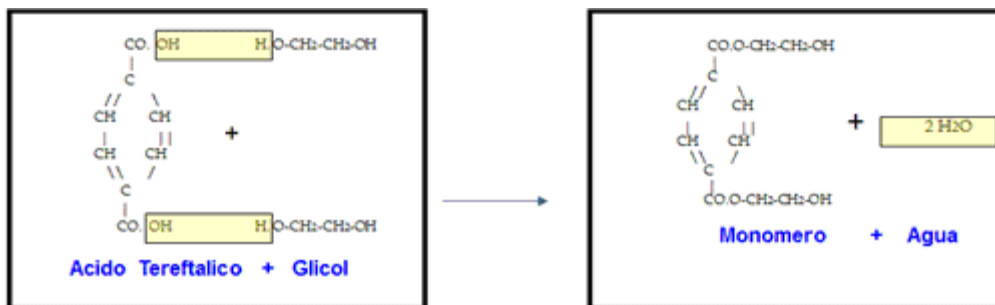 CO. OH H. O-CH2-CH2-OH
C
CH CH
+
CH CH
C
CO. OH H. O-CH2-CH2-OH
Acido Tereftalico + Glicol
CO.O-CH2-CH2-OH
C
CH CH
+ 2 H2O
CH CH
C
CO.O-CH2-CH2-OH
Monomero + Agua